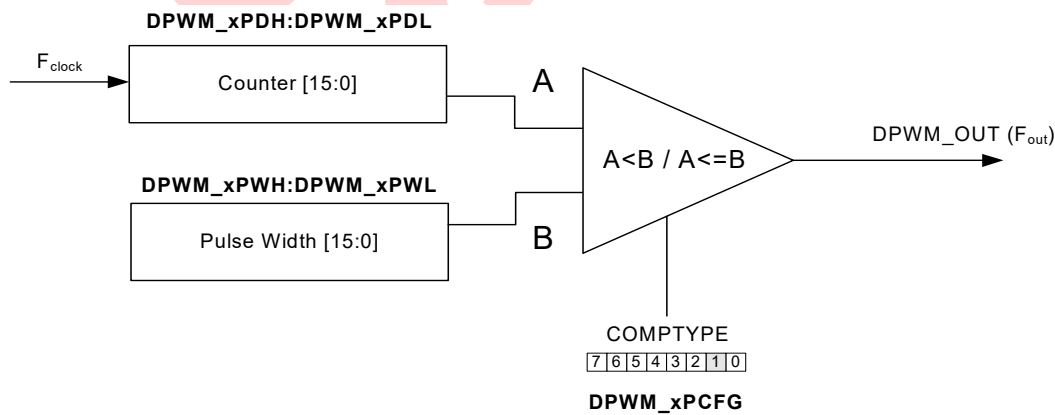 DPWM_xPDH:DPWM_xPDL
Fclock
Counter [15:0]
A
A<B / A<=B
DPWM_OUT (Fout)
DPWM_xPWH:DPWM_xPWL
Pulse Width [15:0]
B
COMPTYPE
7 6 5 4 3 2 1 0
DPWM_xPCFG